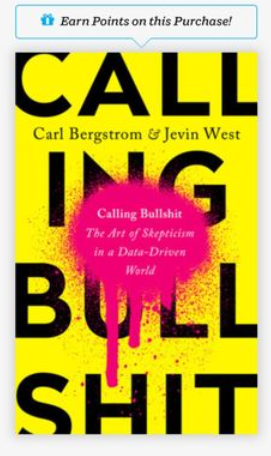 Earn Points on this Purchase!
CALL
Carl Bergstrom & Jevin West
ING
Calling Bullshit
The Art of Skepticism
in a Data-Driven
World
BULL
SHIT